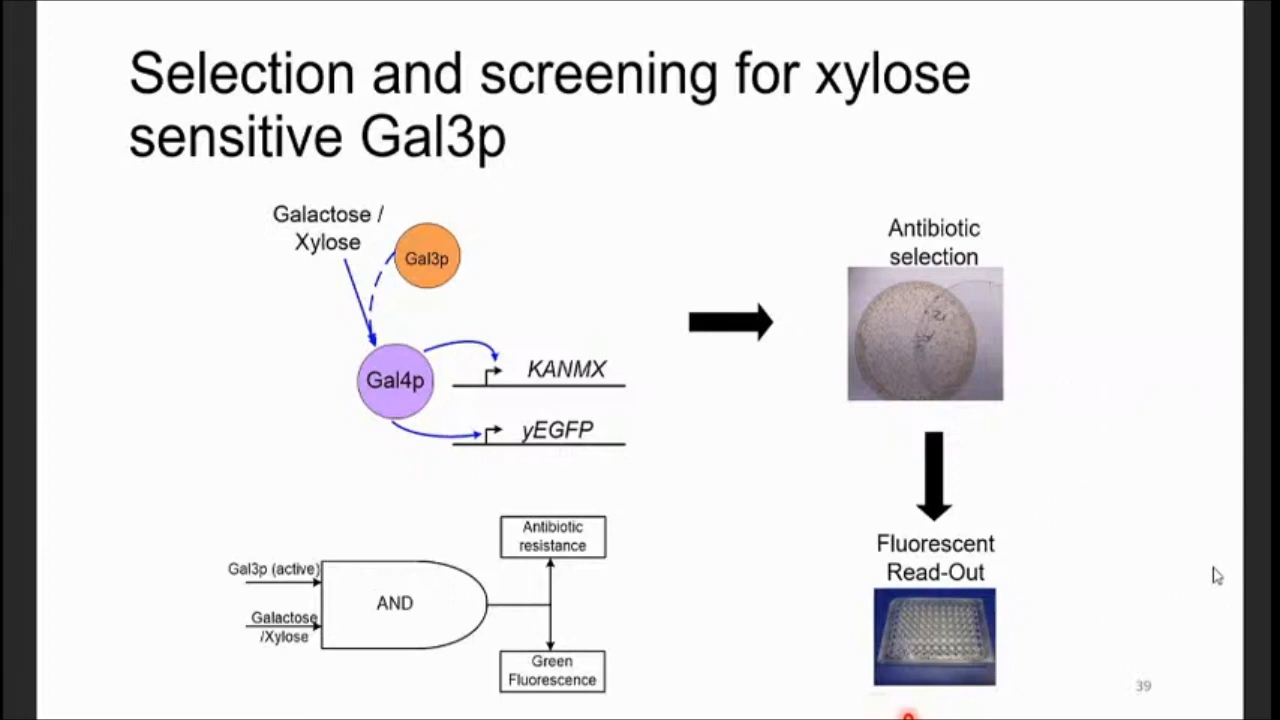 Selection and screening for xylose
sensitive Gal3p
Galactose /
Xylose
Gal3p
Gal4p
KANMX
yEGFP
Antibiotic
selection
Fluorescent
Read-Out
Antibiotic
resistance
Gal3p (active)
AND
Galactose
/Xylose
Green
Fluorescence
39